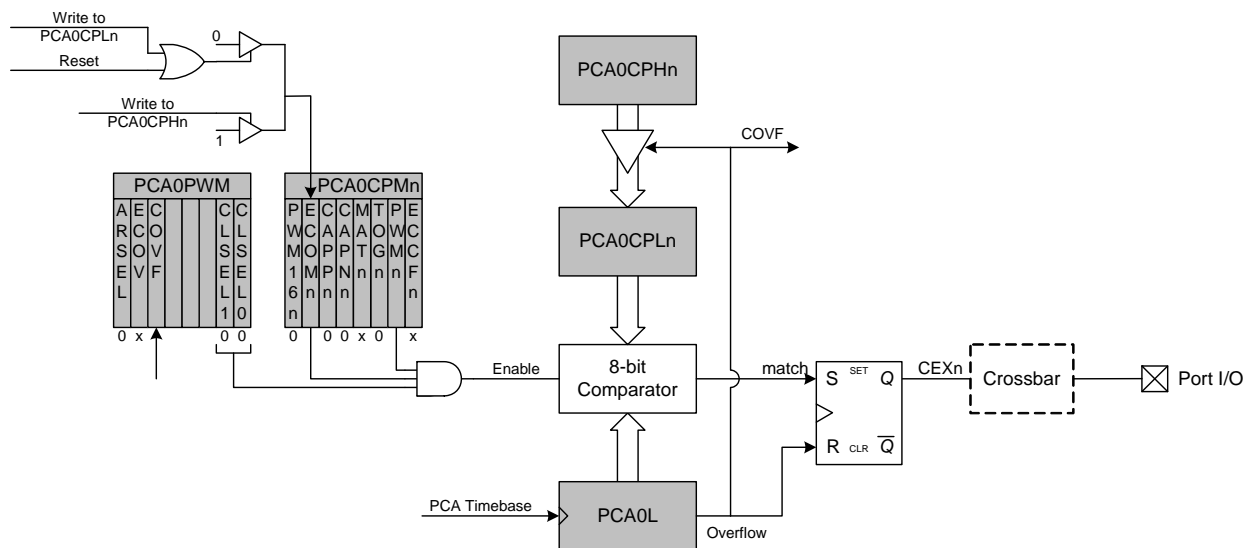 Write to
PCA0CPLn
Reset
0
Write to
PCA0CPHn
1
PCA0CPHn
COVF
PCA0PWM
ARSEL
ECOV
COVF
CLSEL1
CLSEL0
0 x 0 0
PCA0CPMn
PWM16n
ECOMn
CAPPn
CAPNn
MATn
TOGn
PWMn
ECCFn
0 0 0 x 0 x
PCA0CPLn
Enable
8-bit
Comparator
match
S SET Q
R CLR Q
CEXn
Crossbar
Port I/O
PCA Timebase
PCA0L
Overflow